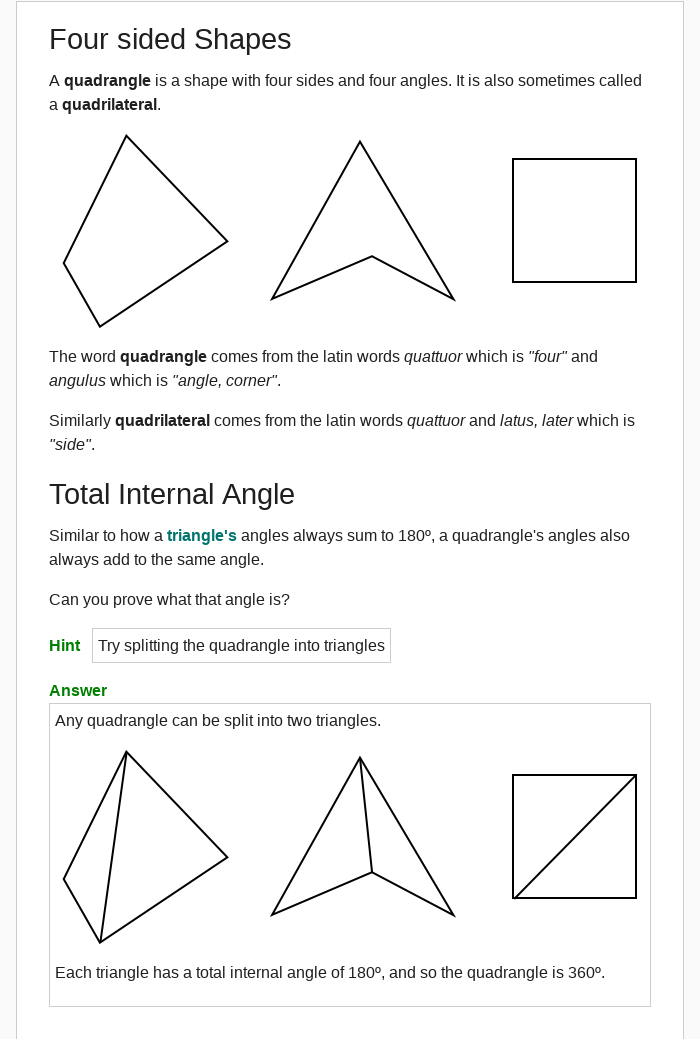 Four sided Shapes
A quadrangle is a shape with four sides and four angles. It is also sometimes called
a quadrilateral.
The word quadrangle comes from the latin words quattuor which is "four" and
angulus which is "angle, corner".
Similarly quadrilateral comes from the latin words quattuor and latus, later which is
"side".
Total Internal Angle
Similar to how a triangle's angles always sum to 180º, a quadrangle's angles also
always add to the same angle.
Can you prove what that angle is?
Hint Try splitting the quadrangle into triangles
Answer
Any quadrangle can be split into two triangles.
Each triangle has a total internal angle of 180º, and so the quadrangle is 360º.